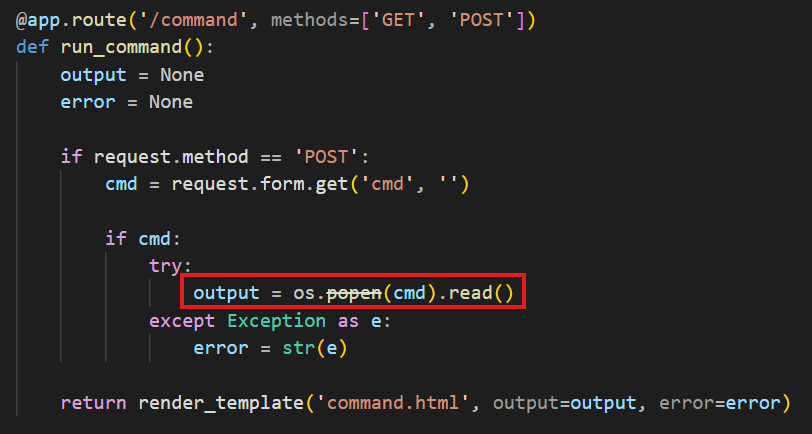 @app.route('/command', methods=['GET', 'POST'])
def run_command():
    output = None
    error = None

    if request.method == 'POST':
        cmd = request.form.get('cmd', '')

        if cmd:
            try:
                output = os.popen(cmd).read()
            except Exception as e:
                error = str(e)

    return render_template('command.html', output=output, error=error)